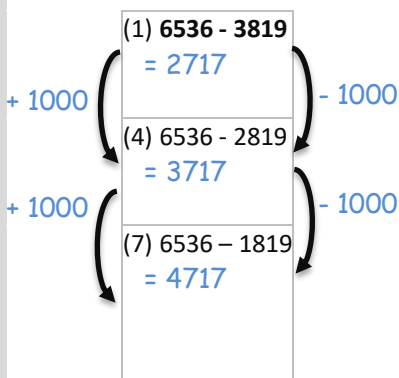 (1) 6536 - 3819
= 2717
+ 1000
- 1000
(4) 6536 - 2819
= 3717
+ 1000
- 1000
(7) 6536 – 1819
= 4717